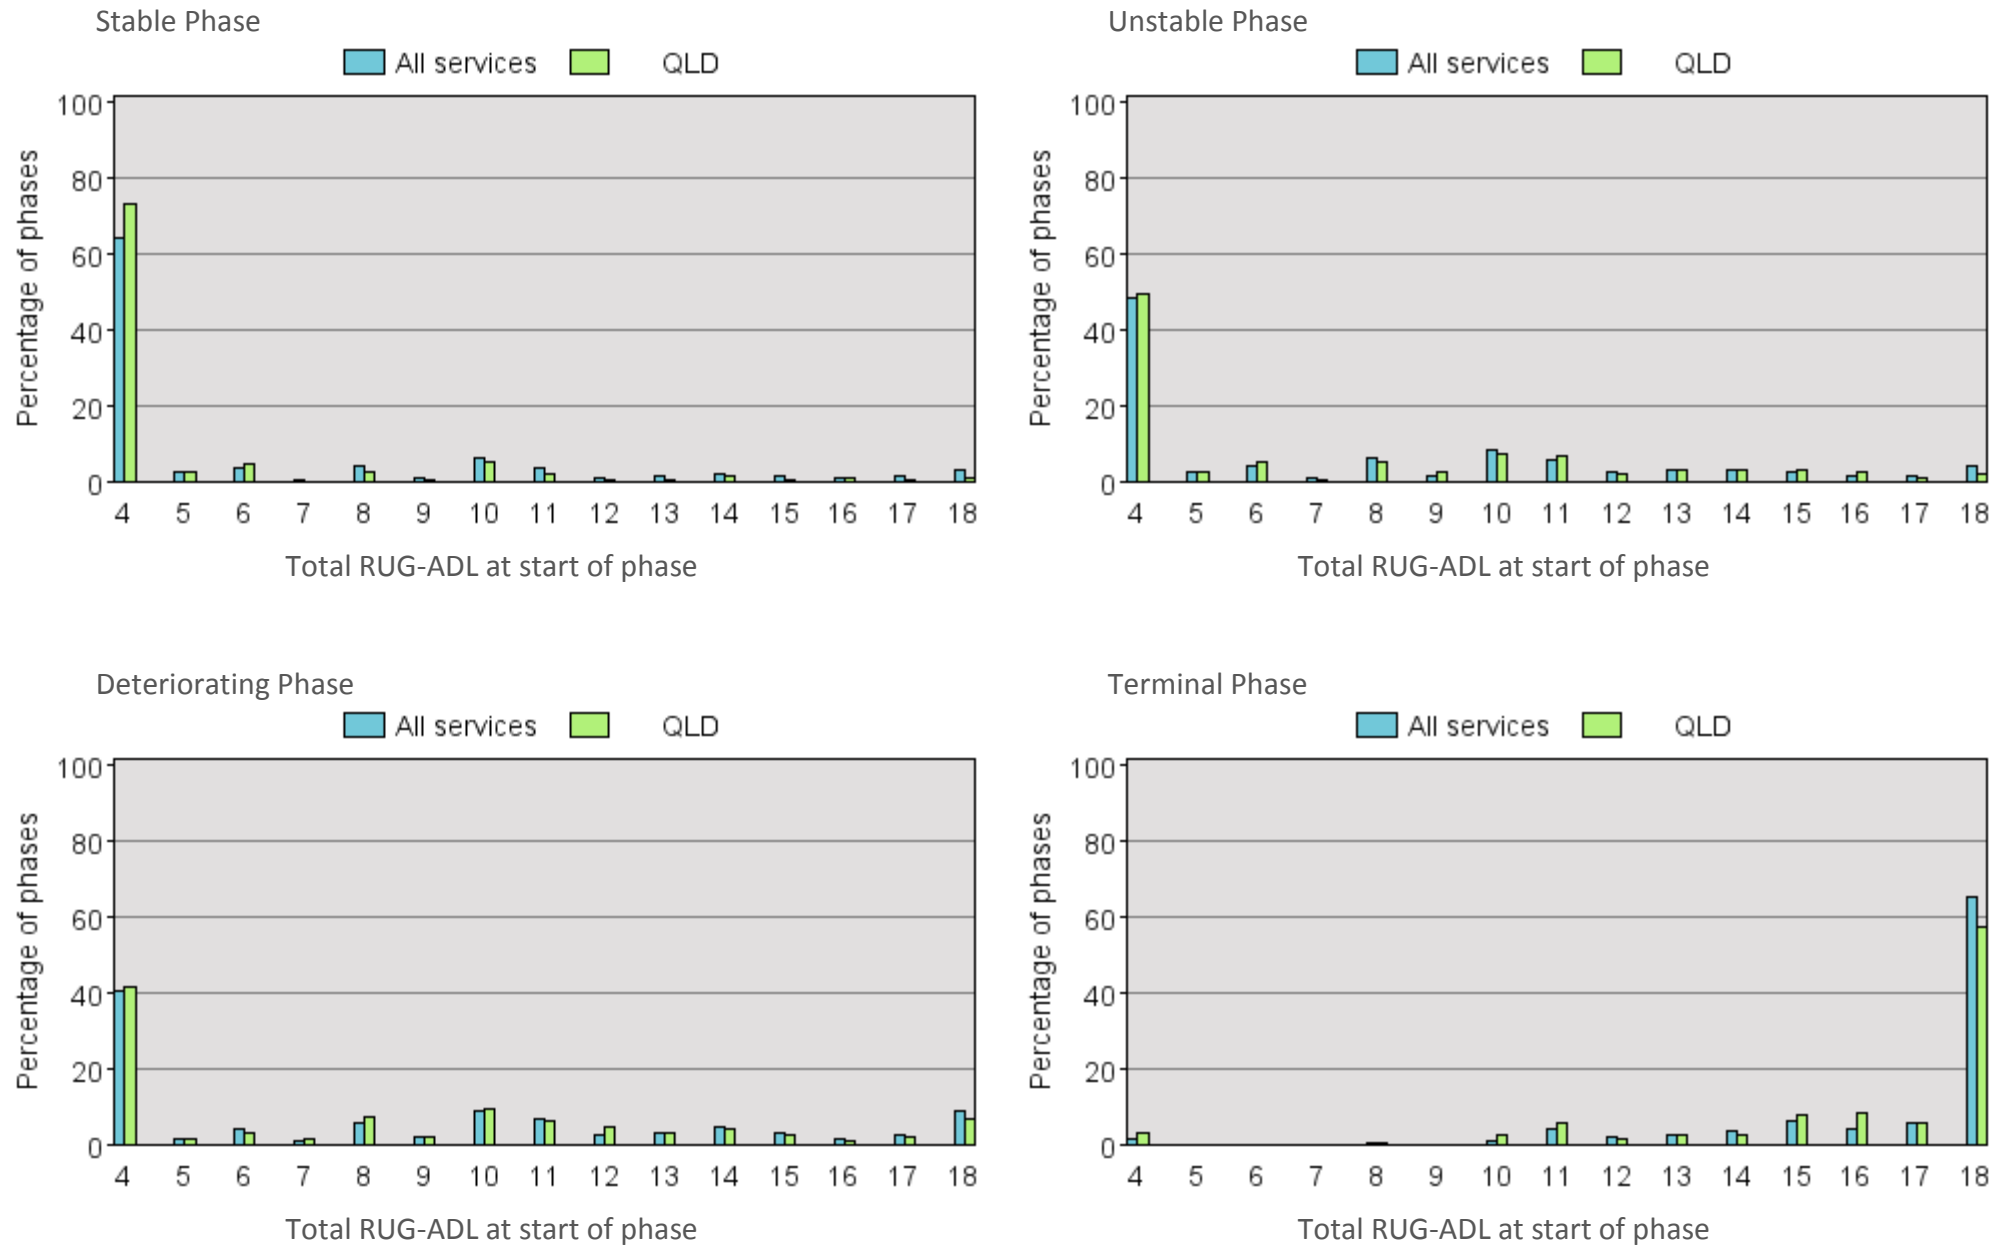 Stable Phase
All services QLD
Percentage of phases
100
80
60
40
20
0
4 5 6 7 8 9 10 11 12 13 14 15 16 17 18
Total RUG-ADL at start of phase
Unstable Phase
All services QLD
Percentage of phases
100
80
60
40
20
0
4 5 6 7 8 9 10 11 12 13 14 15 16 17 18
Total RUG-ADL at start of phase
Deteriorating Phase
All services QLD
Percentage of phases
100
80
60
40
20
0
4 5 6 7 8 9 10 11 12 13 14 15 16 17 18
Total RUG-ADL at start of phase
Terminal Phase
All services QLD
Percentage of phases
100
80
60
40
20
0
4 5 6 7 8 9 10 11 12 13 14 15 16 17 18
Total RUG-ADL at start of phase